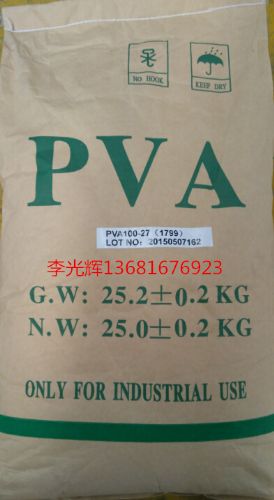 NO HOOK
KEEP DRY
PVA
PVA100-27 (1799)
LOT NO: 20150507162
李光辉13681676923
G.W: 25.2±0.2 KG
N.W: 25.0±0.2 KG
ONLY FOR INDUSTRIAL USE